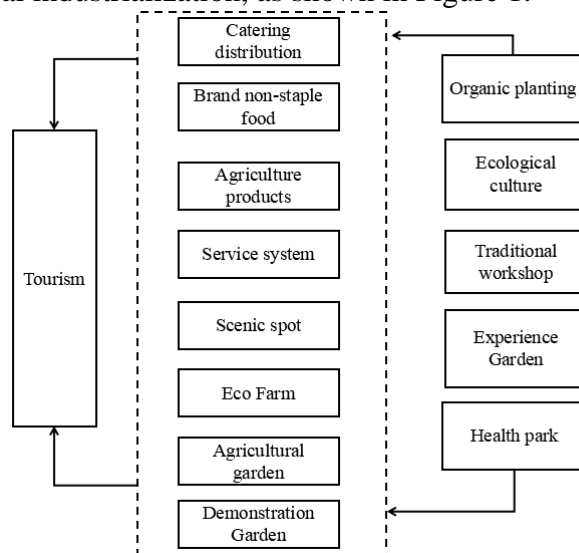 al industrialization, as shown in Figure 1.
Catering
distribution
Brand non-staple
food
Agriculture
products
Service system
Scenic spot
Eco Farm
Agricultural
garden
Demonstration
Garden
Tourism
Organic planting
Ecological
culture
Traditional
workshop
Experience
Garden
Health park